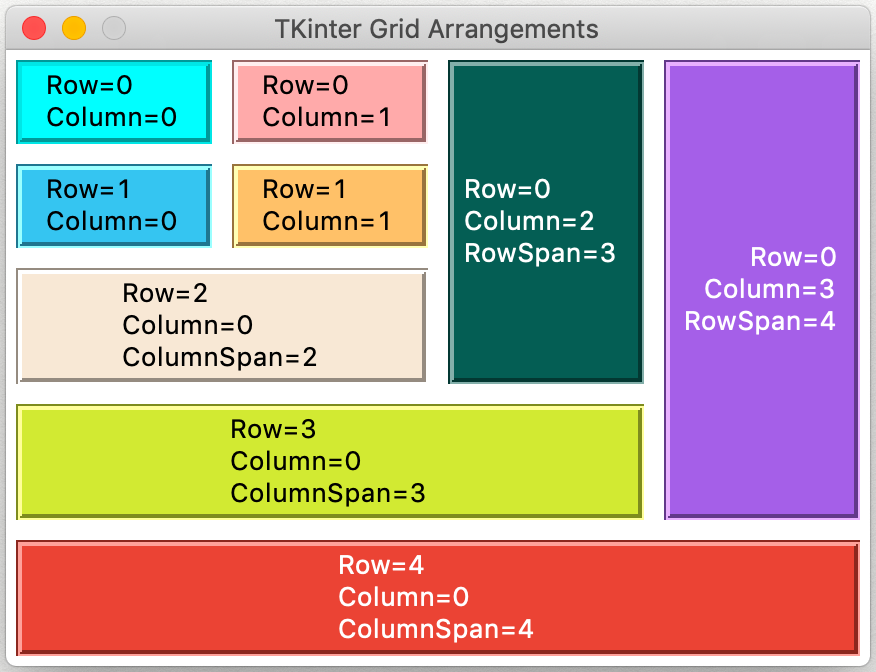 TKinter Grid Arrangements
Row=0
Column=0
Row=0
Column=1
Row=0
Column=2
RowSpan=3
Row=0
Column=3
RowSpan=4
Row=1
Column=0
Row=1
Column=1
Row=2
Column=0
ColumnSpan=2
Row=3
Column=0
ColumnSpan=3
Row=4
Column=0
ColumnSpan=4